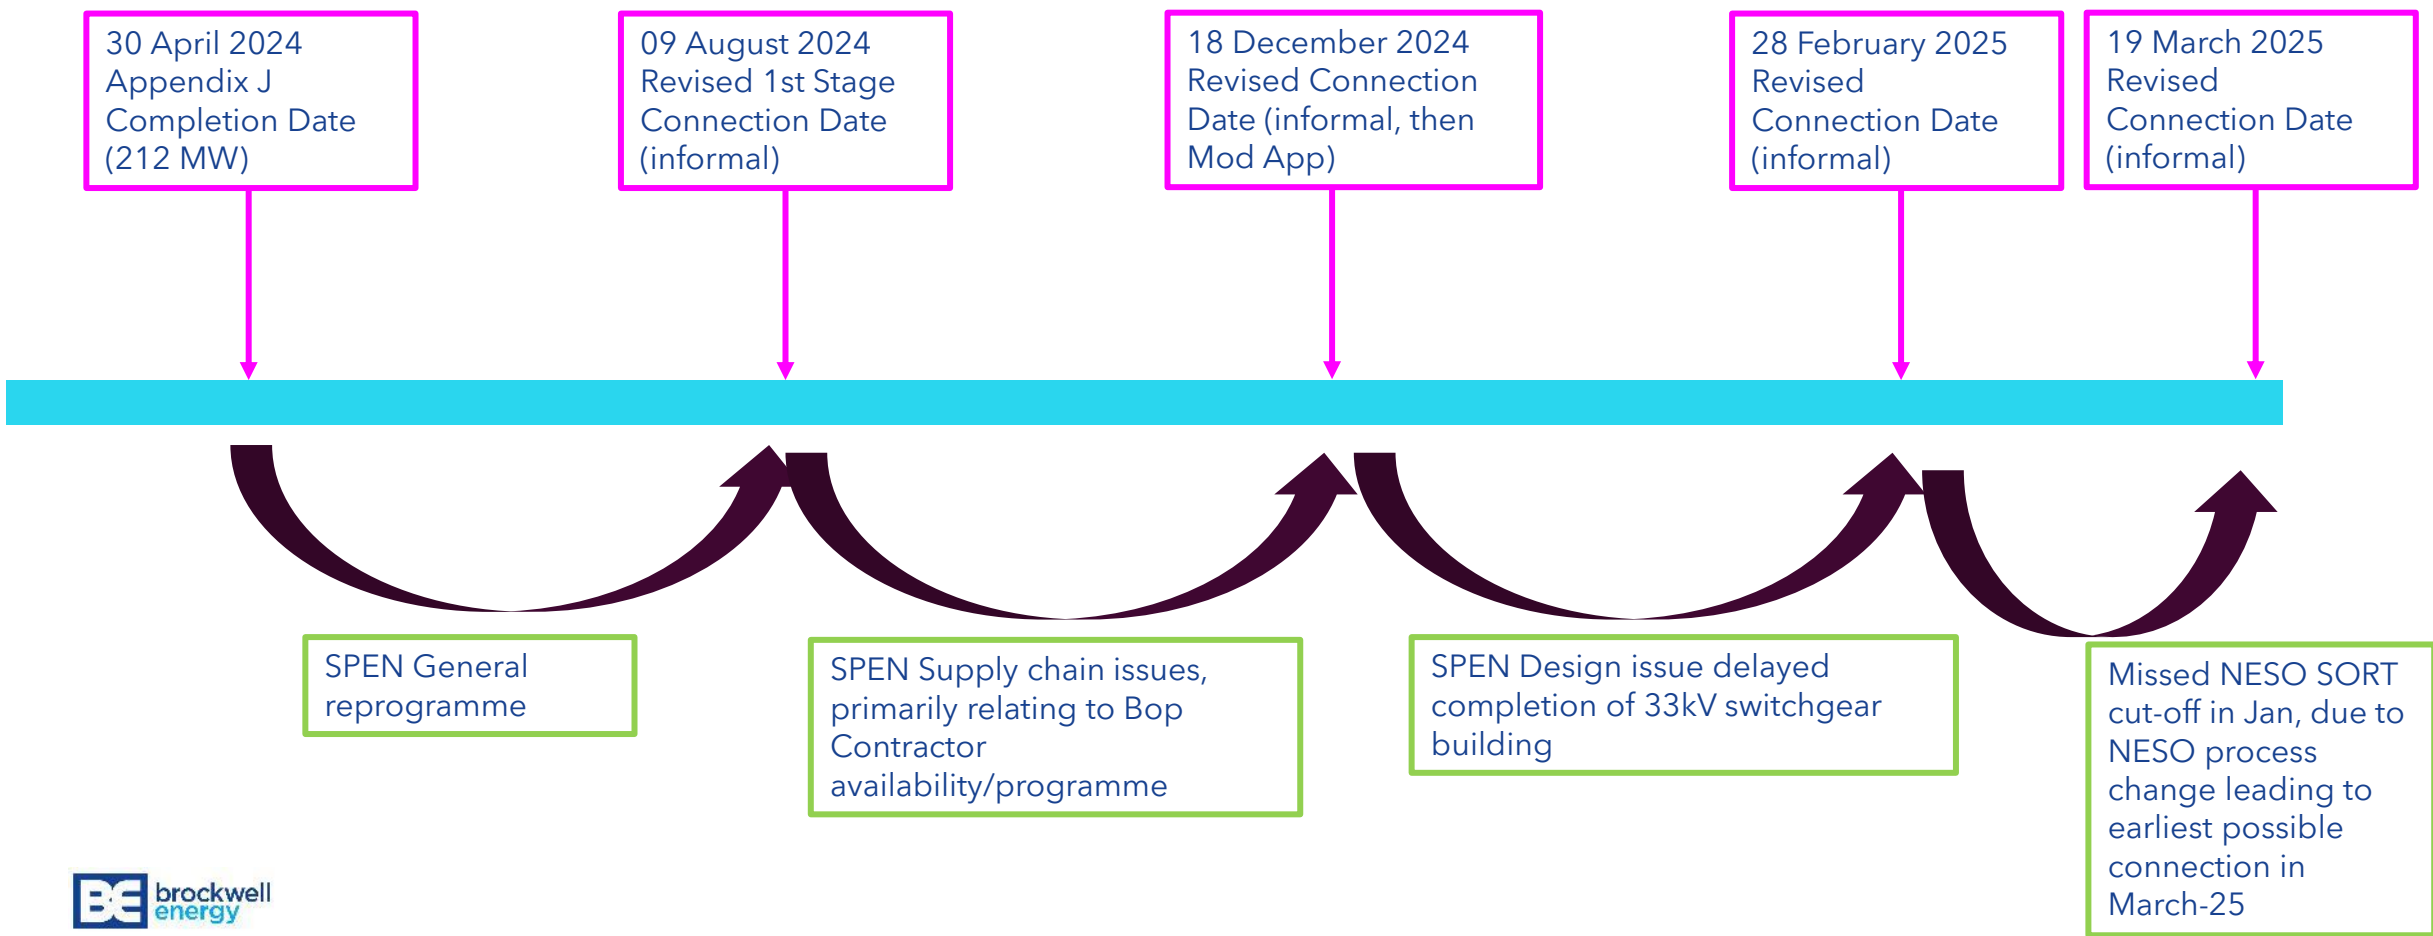 30 April 2024
Appendix J
Completion Date
(212 MW)
09 August 2024
Revised 1st Stage
Connection Date
(informal)
18 December 2024
Revised Connection
Date (informal, then
Mod App)
28 February 2025
Revised
Connection Date
(informal)
19 March 2025
Revised
Connection Date
(informal)
SPEN General
reprogramme
SPEN Supply chain issues,
primarily relating to Bop
Contractor
availability/programme
SPEN Design issue delayed
completion of 33kV switchgear
building
Missed NESO SORT
cut-off in Jan, due to
NESO process
change leading to
earliest possible
connection in
March-25
BE brockwell
energy